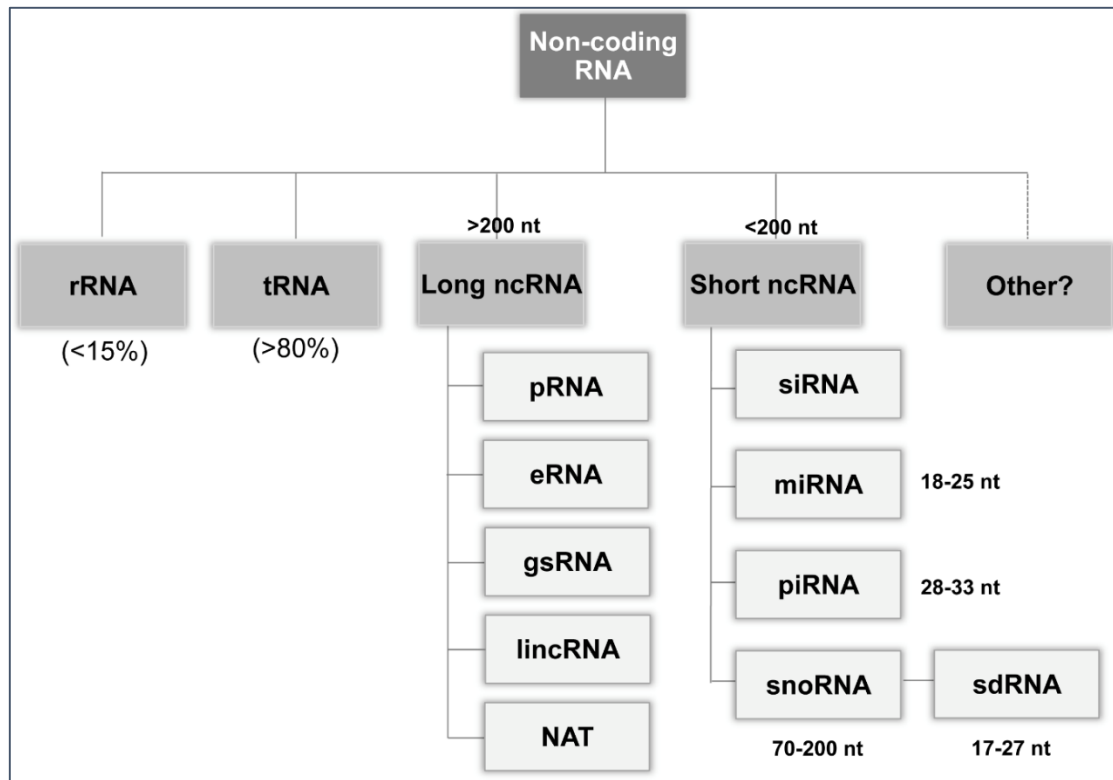 Non-coding
RNA
>200 nt
<200 nt
rRNA
tRNA
Long ncRNA
Short ncRNA
Other?
(<15%)
(>80%)
pRNA
siRNA
eRNA
miRNA
18-25 nt
gsRNA
piRNA
28-33 nt
lincRNA
snoRNA
sdRNA
NAT
70-200 nt
17-27 nt